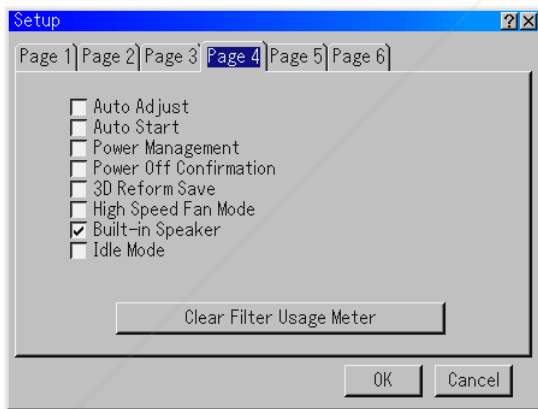 Setup ? ×
Page 1 Page 2 Page 3 Page 4 Page 5 Page 6
Auto Adjust
Auto Start
Power Management
Power Off Confirmation
3D Reform Save
High Speed Fan Mode
Built-in Speaker
Idle Mode
Clear Filter Usage Meter
OK Cancel